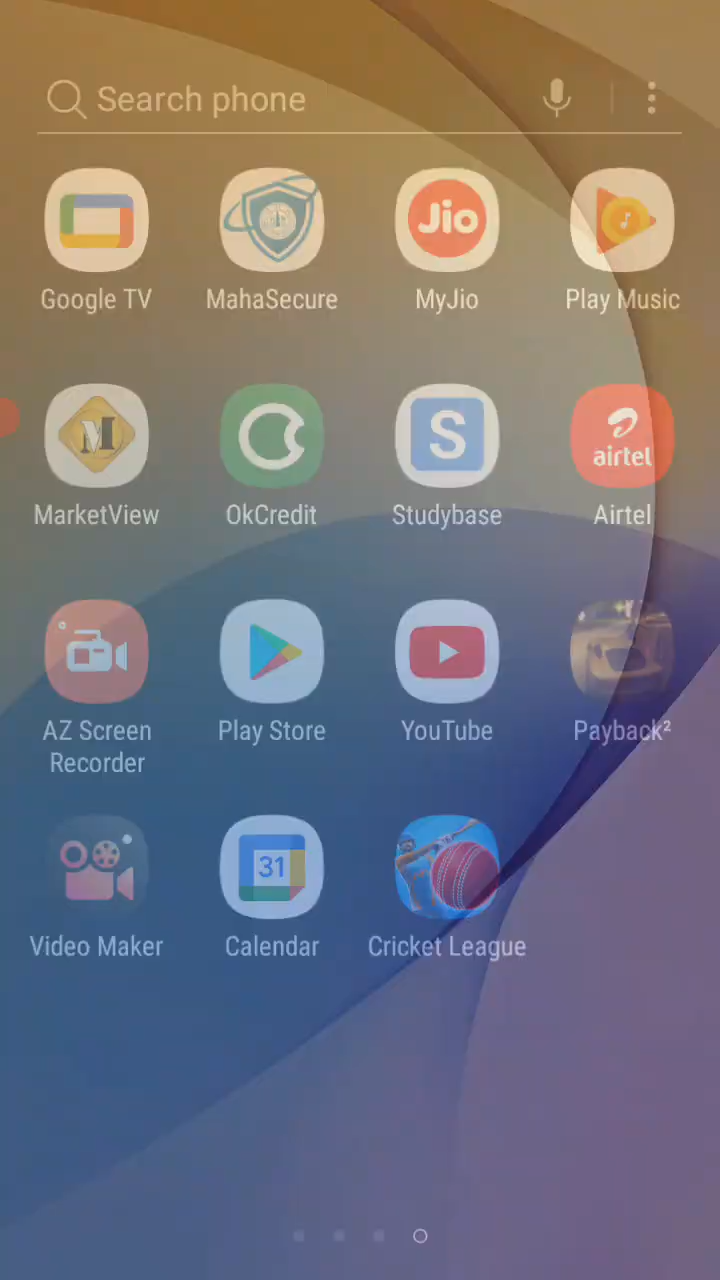 Search phone
Jio
Google TV
MahaSecure
MyJio
Play Music
M
S
airtel
MarketView
OkCredit
Studybase
Airtel
AZ Screen
Recorder
Play Store
YouTube
Payback²
31
Video Maker
Calendar
Cricket League